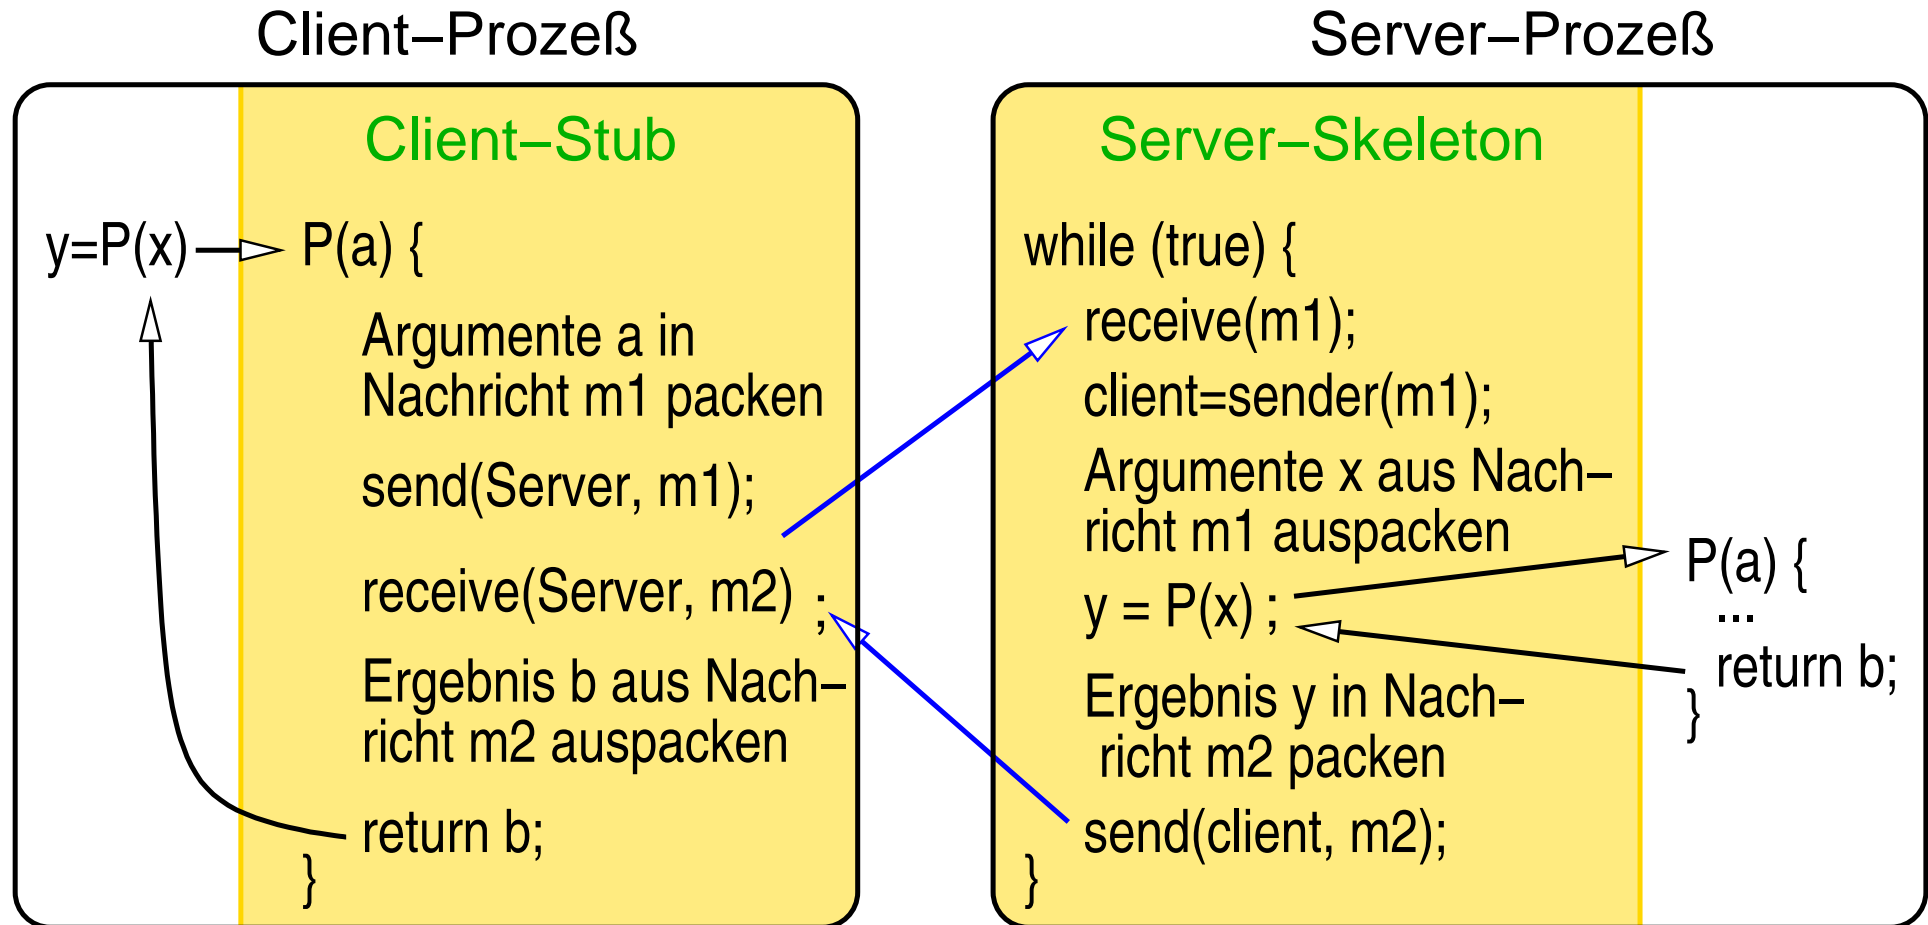 Client–Prozeß
Server–Prozeß
Client–Stub
y=P(x)
P(a) {
Argumente a in
Nachricht m1 packen
send(Server, m1);
receive(Server, m2) ;
Ergebnis b aus Nach–
richt m2 auspacken
return b;
}
Server–Skeleton
while (true) {
receive(m1);
client=sender(m1);
Argumente x aus Nach–
richt m1 auspacken
y = P(x) ;
Ergebnis y in Nach–
richt m2 packen
send(client, m2);
}
P(a) {
...
return b;
}